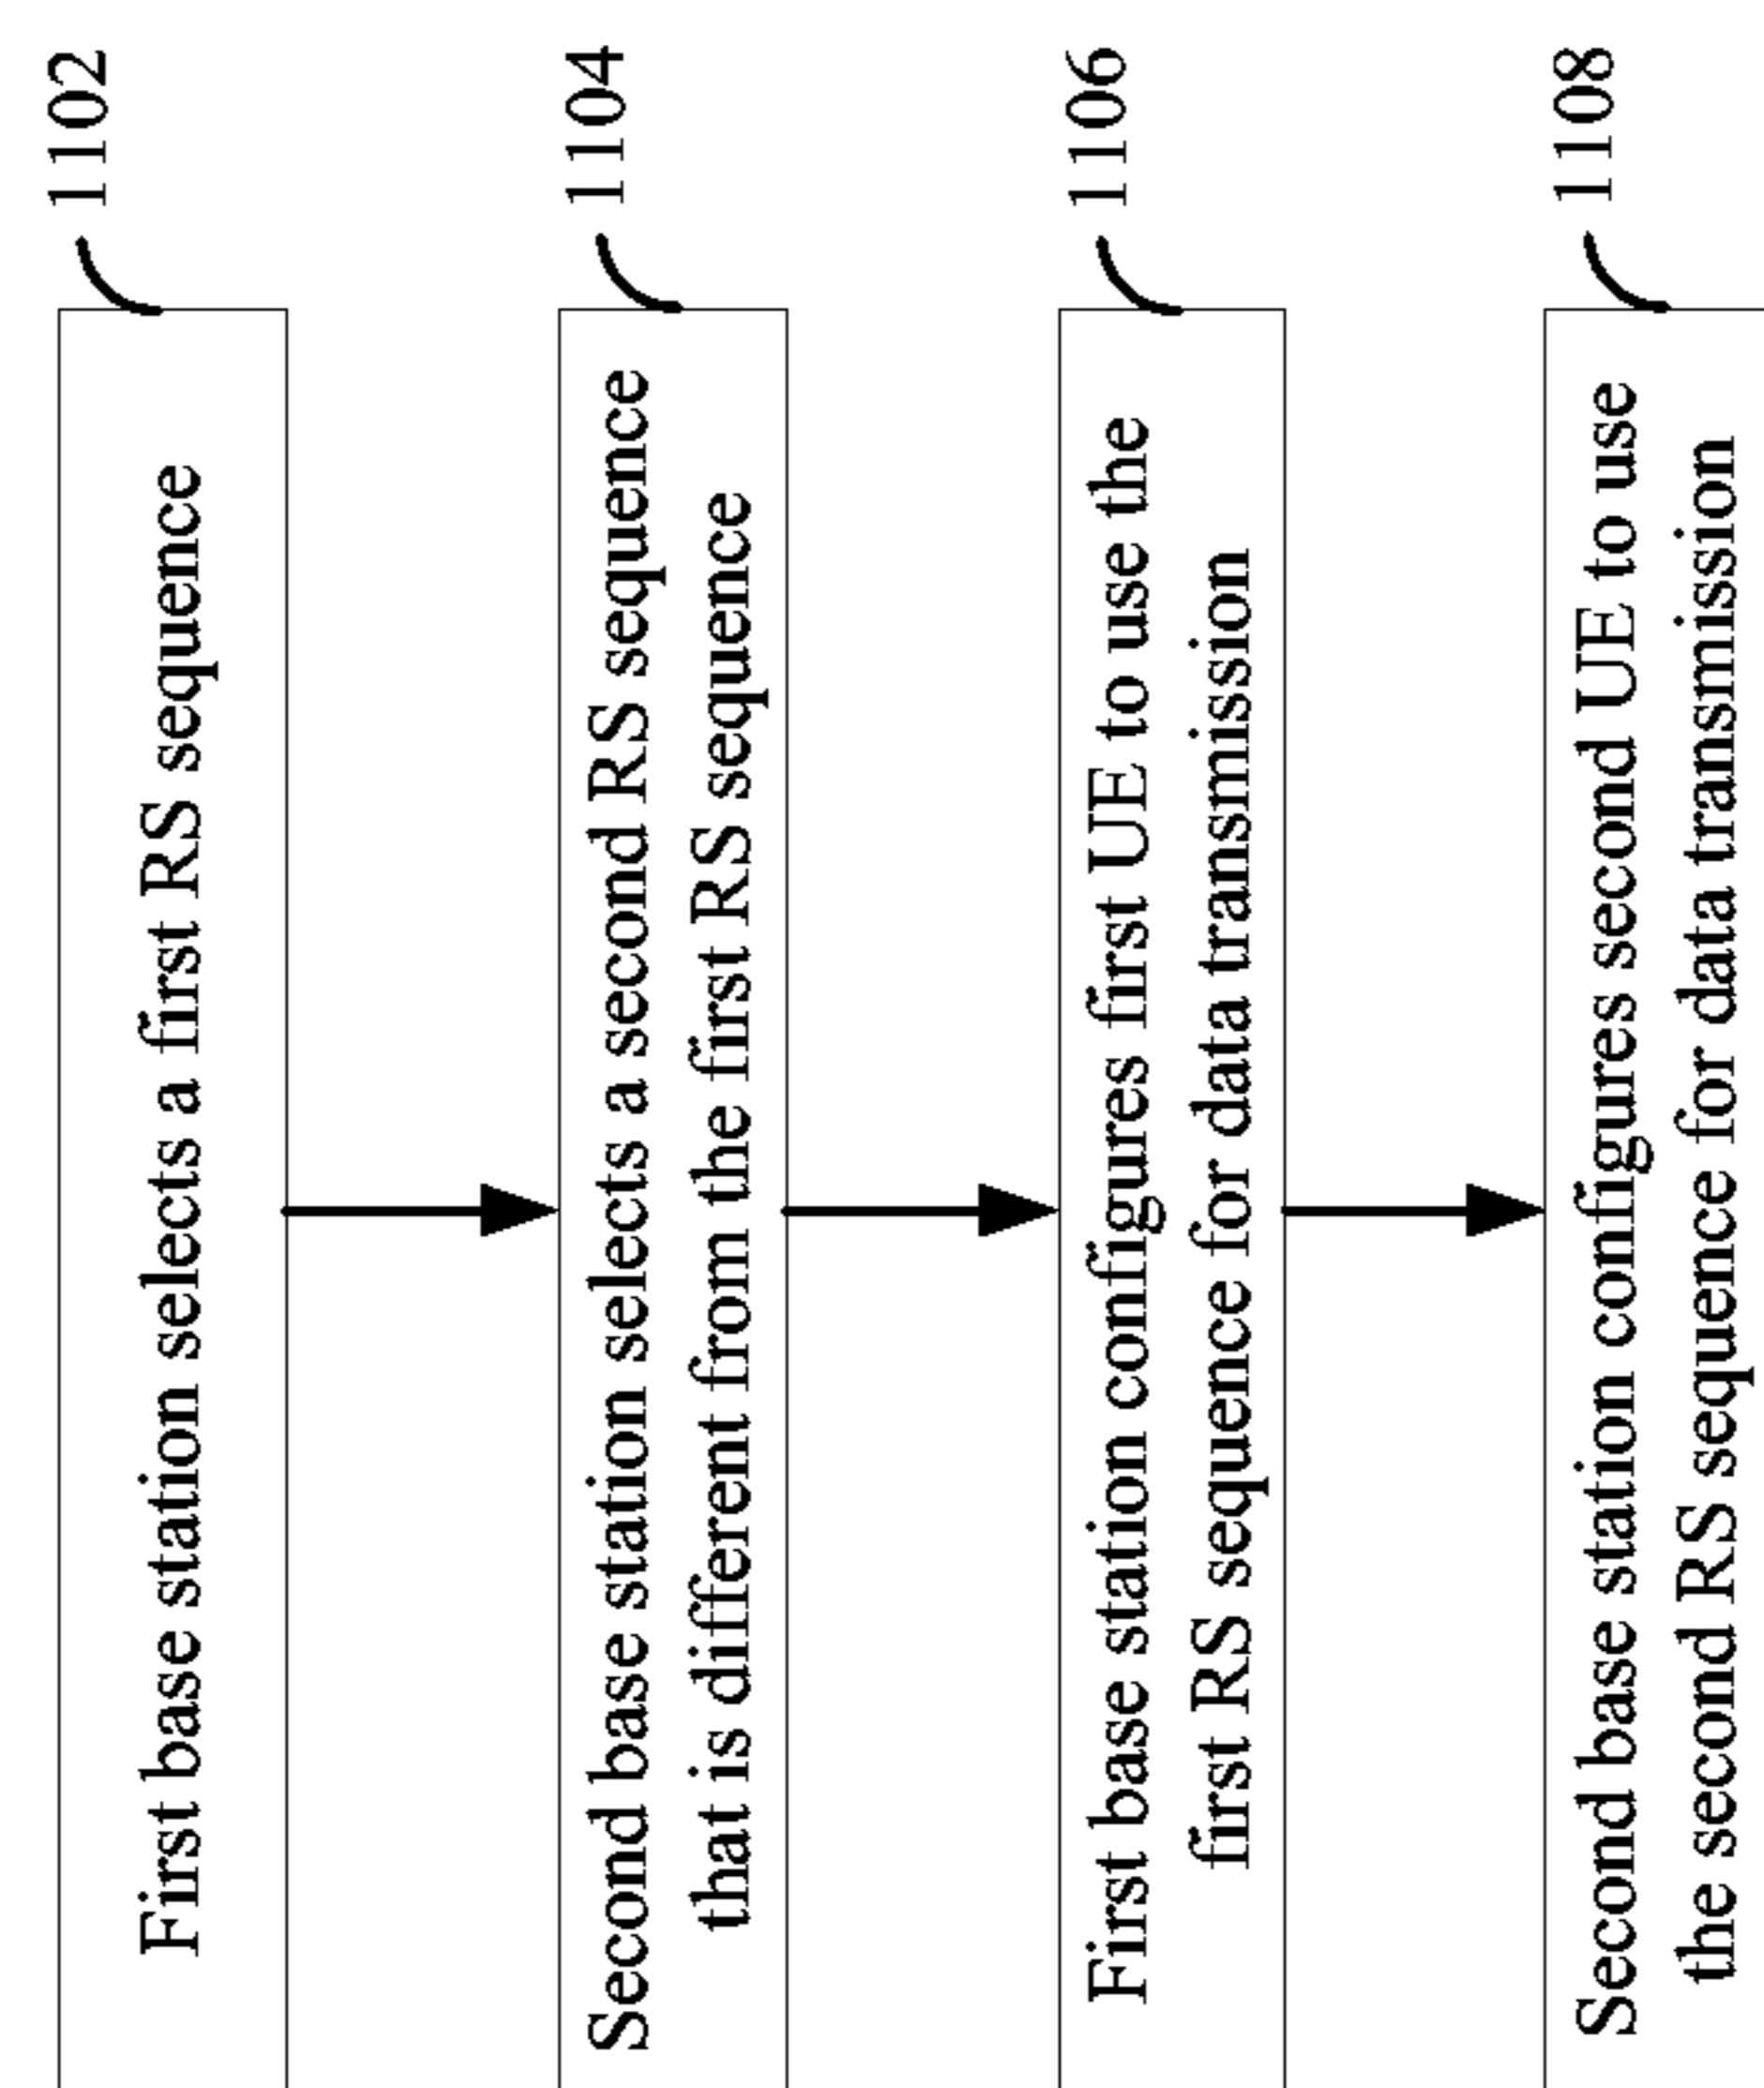 1102
First base station selects a first RS sequence
1104
Second base station selects a second RS sequence
that is different from the first RS sequence
1106
First base station configures first UE to use the
first RS sequence for data transmission
1108
Second base station configures second UE to use
the second RS sequence for data transmission